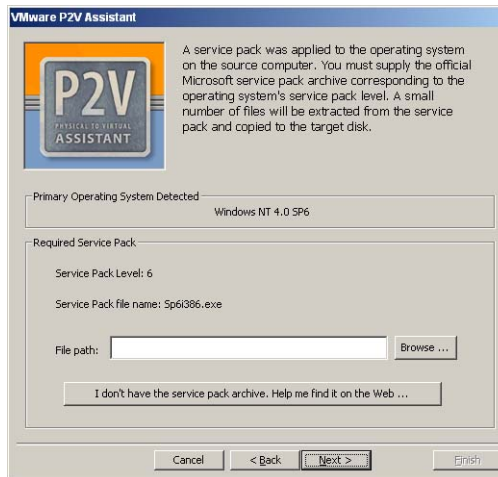 VMware P2V Assistant
A service pack was applied to the operating system
on the source computer. You must supply the official
Microsoft service pack archive corresponding to the
operating system's service pack level. A small
number of files will be extracted from the service
pack and copied to the target disk.
P2V
PHYSICAL TO VIRTUAL
ASSISTANT
Primary Operating System Detected
Windows NT 4.0 SP6
Required Service Pack
Service Pack Level: 6
Service Pack file name: Sp6i386.exe
File path:
Browse ...
I don't have the service pack archive. Help me find it on the Web ...
Cancel
< Back
Next >
Finish